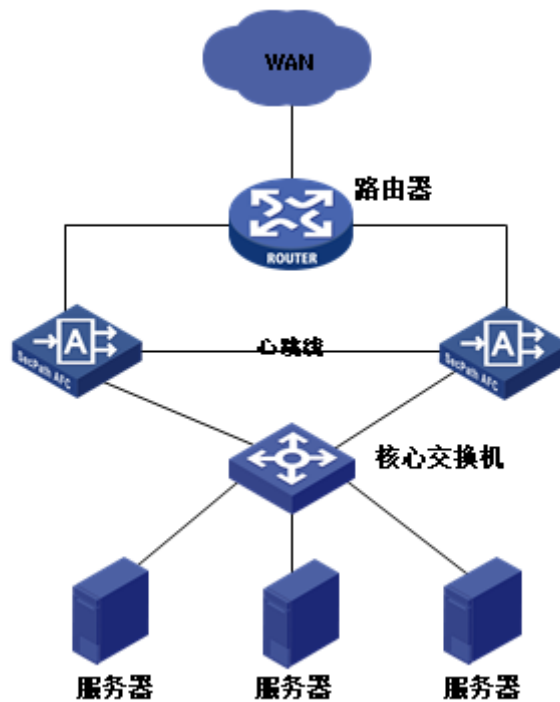 WAN
路由器
ROUTER
SecPath AFC
A
心跳线
SecPath AFC
A
核心交换机
服务器
服务器
服务器